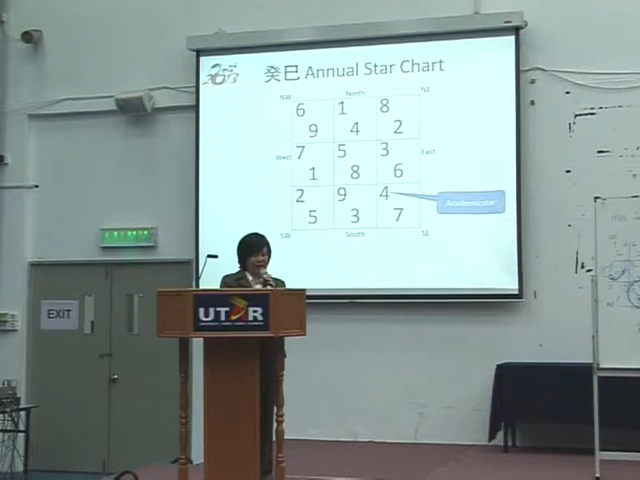 2013
癸巳 Annual Star Chart
NW North NE
6 1 8
9 4 2
West 7 5 3 East
1 8 6
2 9 4 Academic star
5 3 7
SW South SE
EXIT
UTAR